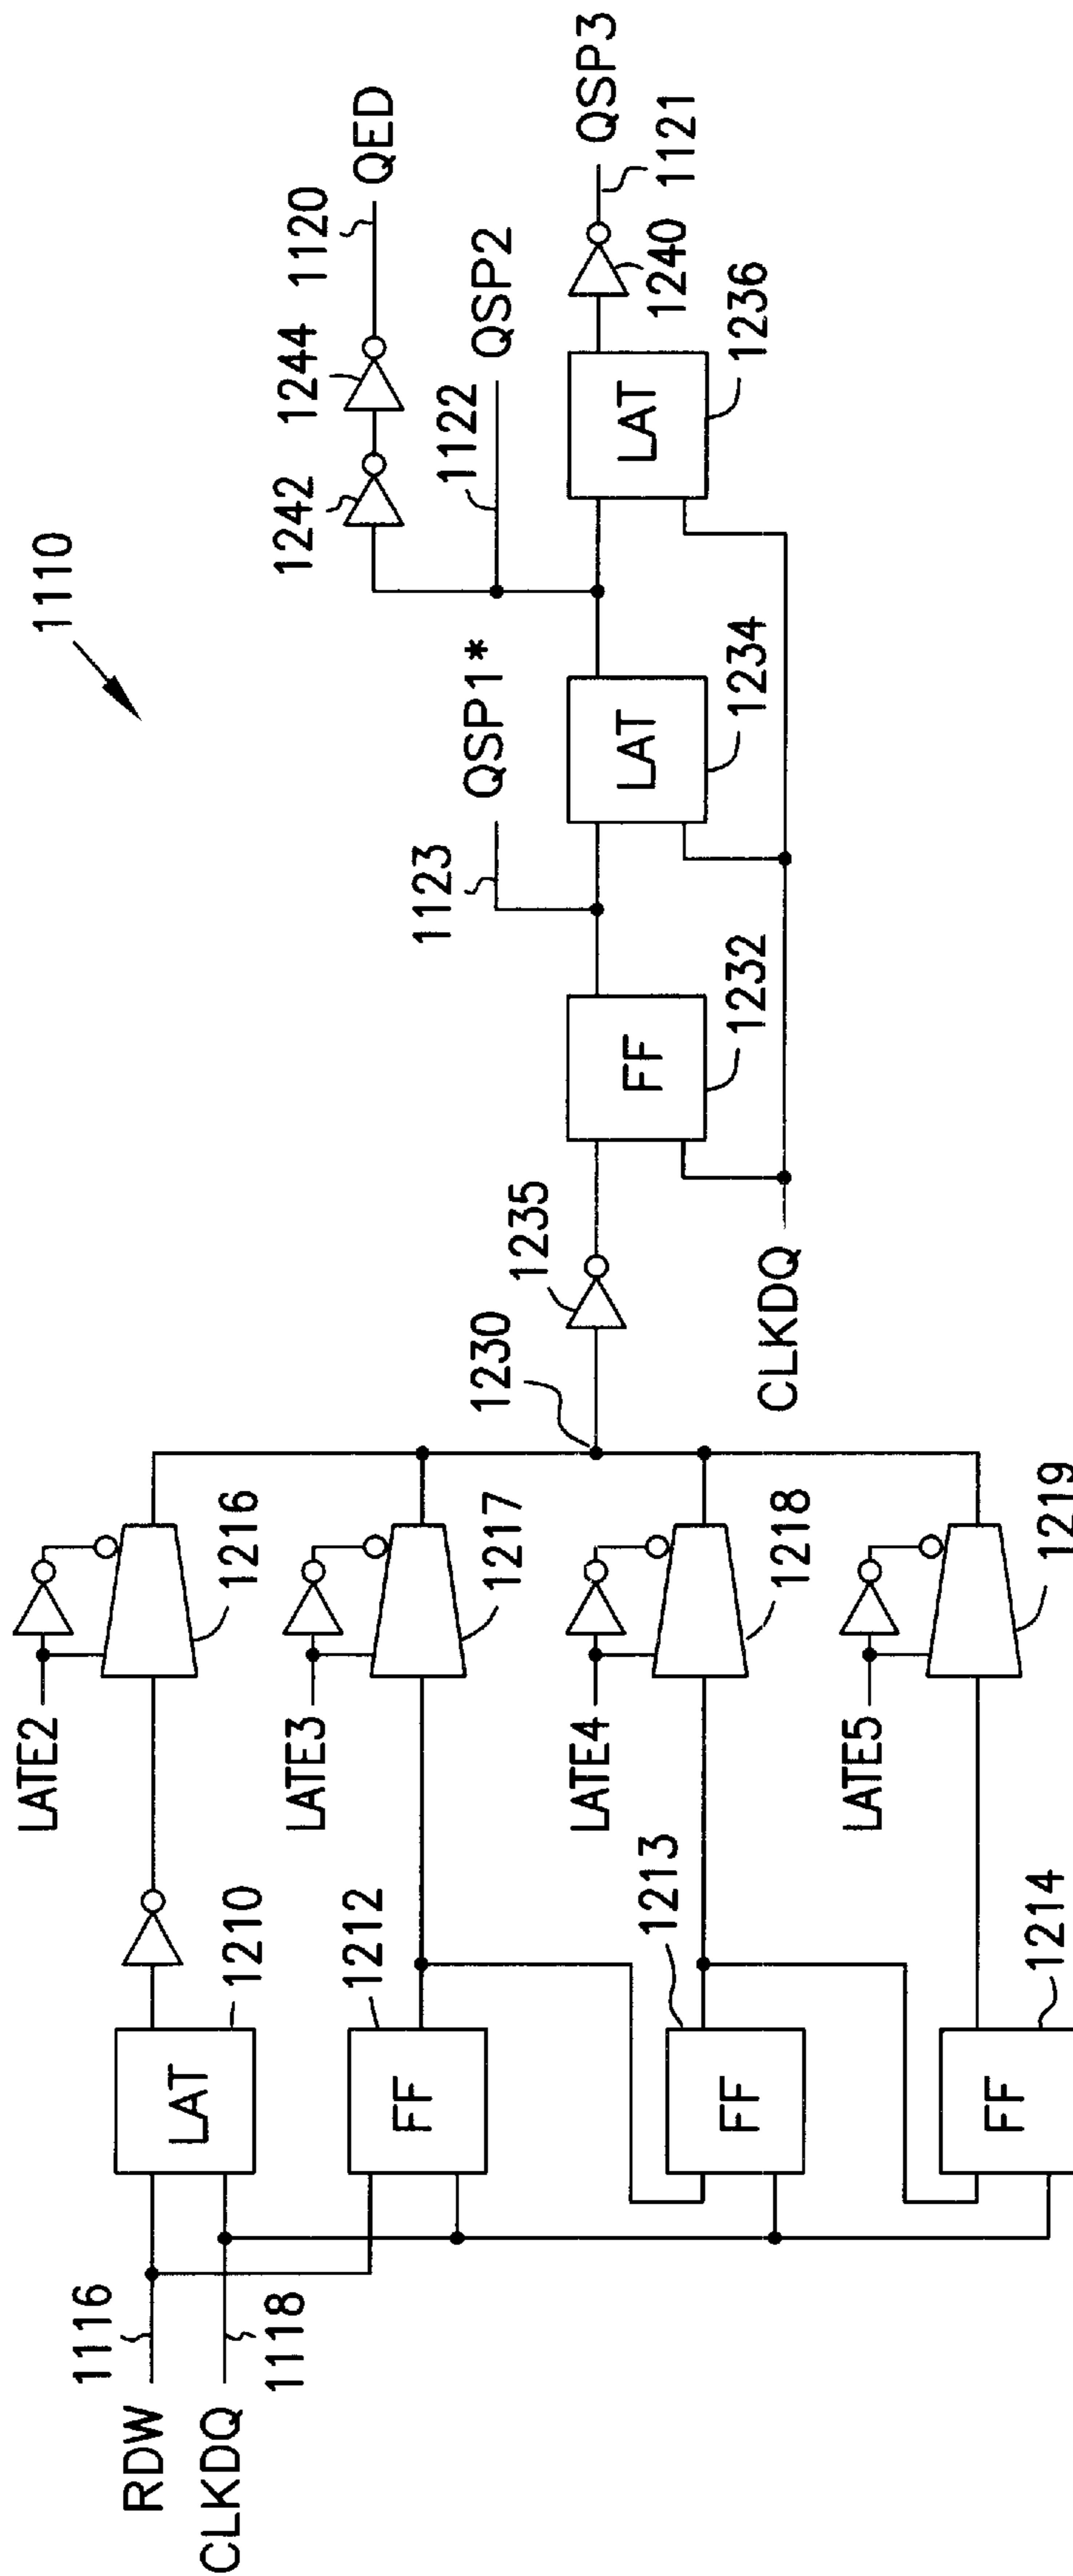 1110
RDW
1116
CLKDQ
1118
LAT
1210
FF
1212
FF
1213
FF
1214
LATE2
1216
LATE3
1217
LATE4
1218
LATE5
1219
1230
1235
FF
1232
CLKDQ
1123
QSP1*
LAT
1234
1122
QSP2
1242
1244
1120
QED
LAT
1236
1240
1121
QSP3